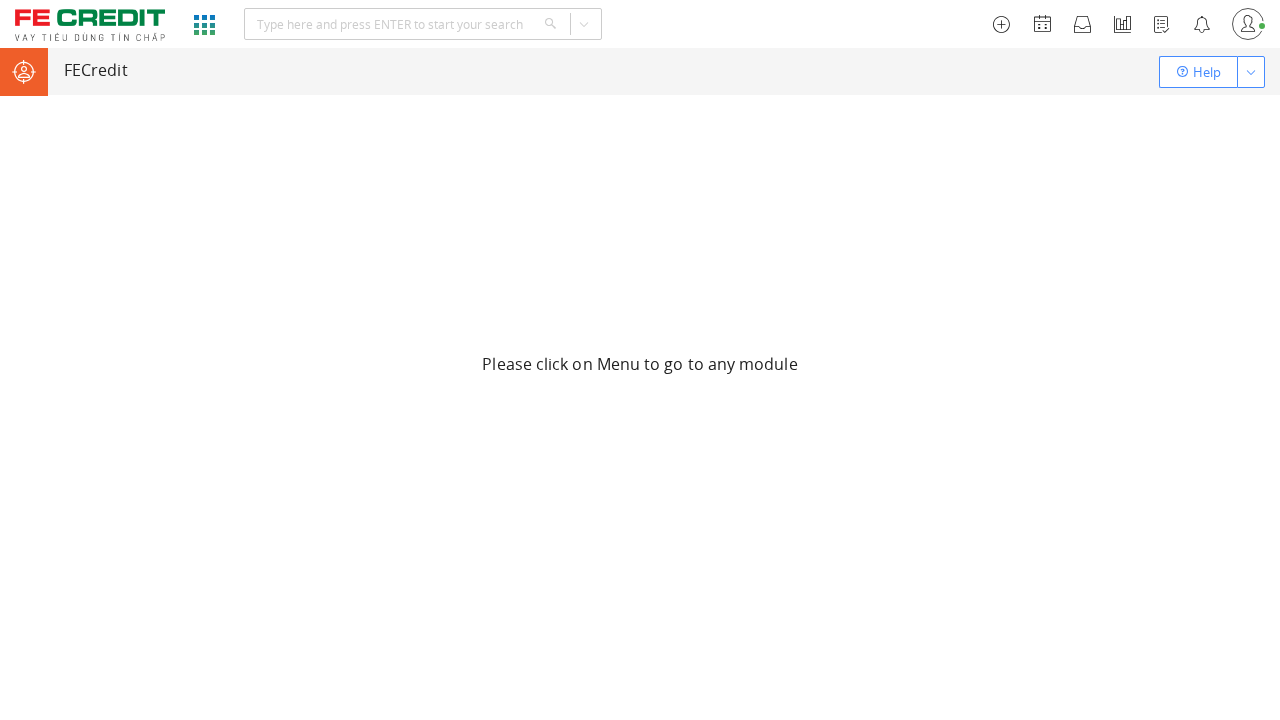 FE CREDIT
VAY TIÊU DÙNG TÍN CHẤP
Type here and press ENTER to start your search
FECredit
Help
Please click on Menu to go to any module